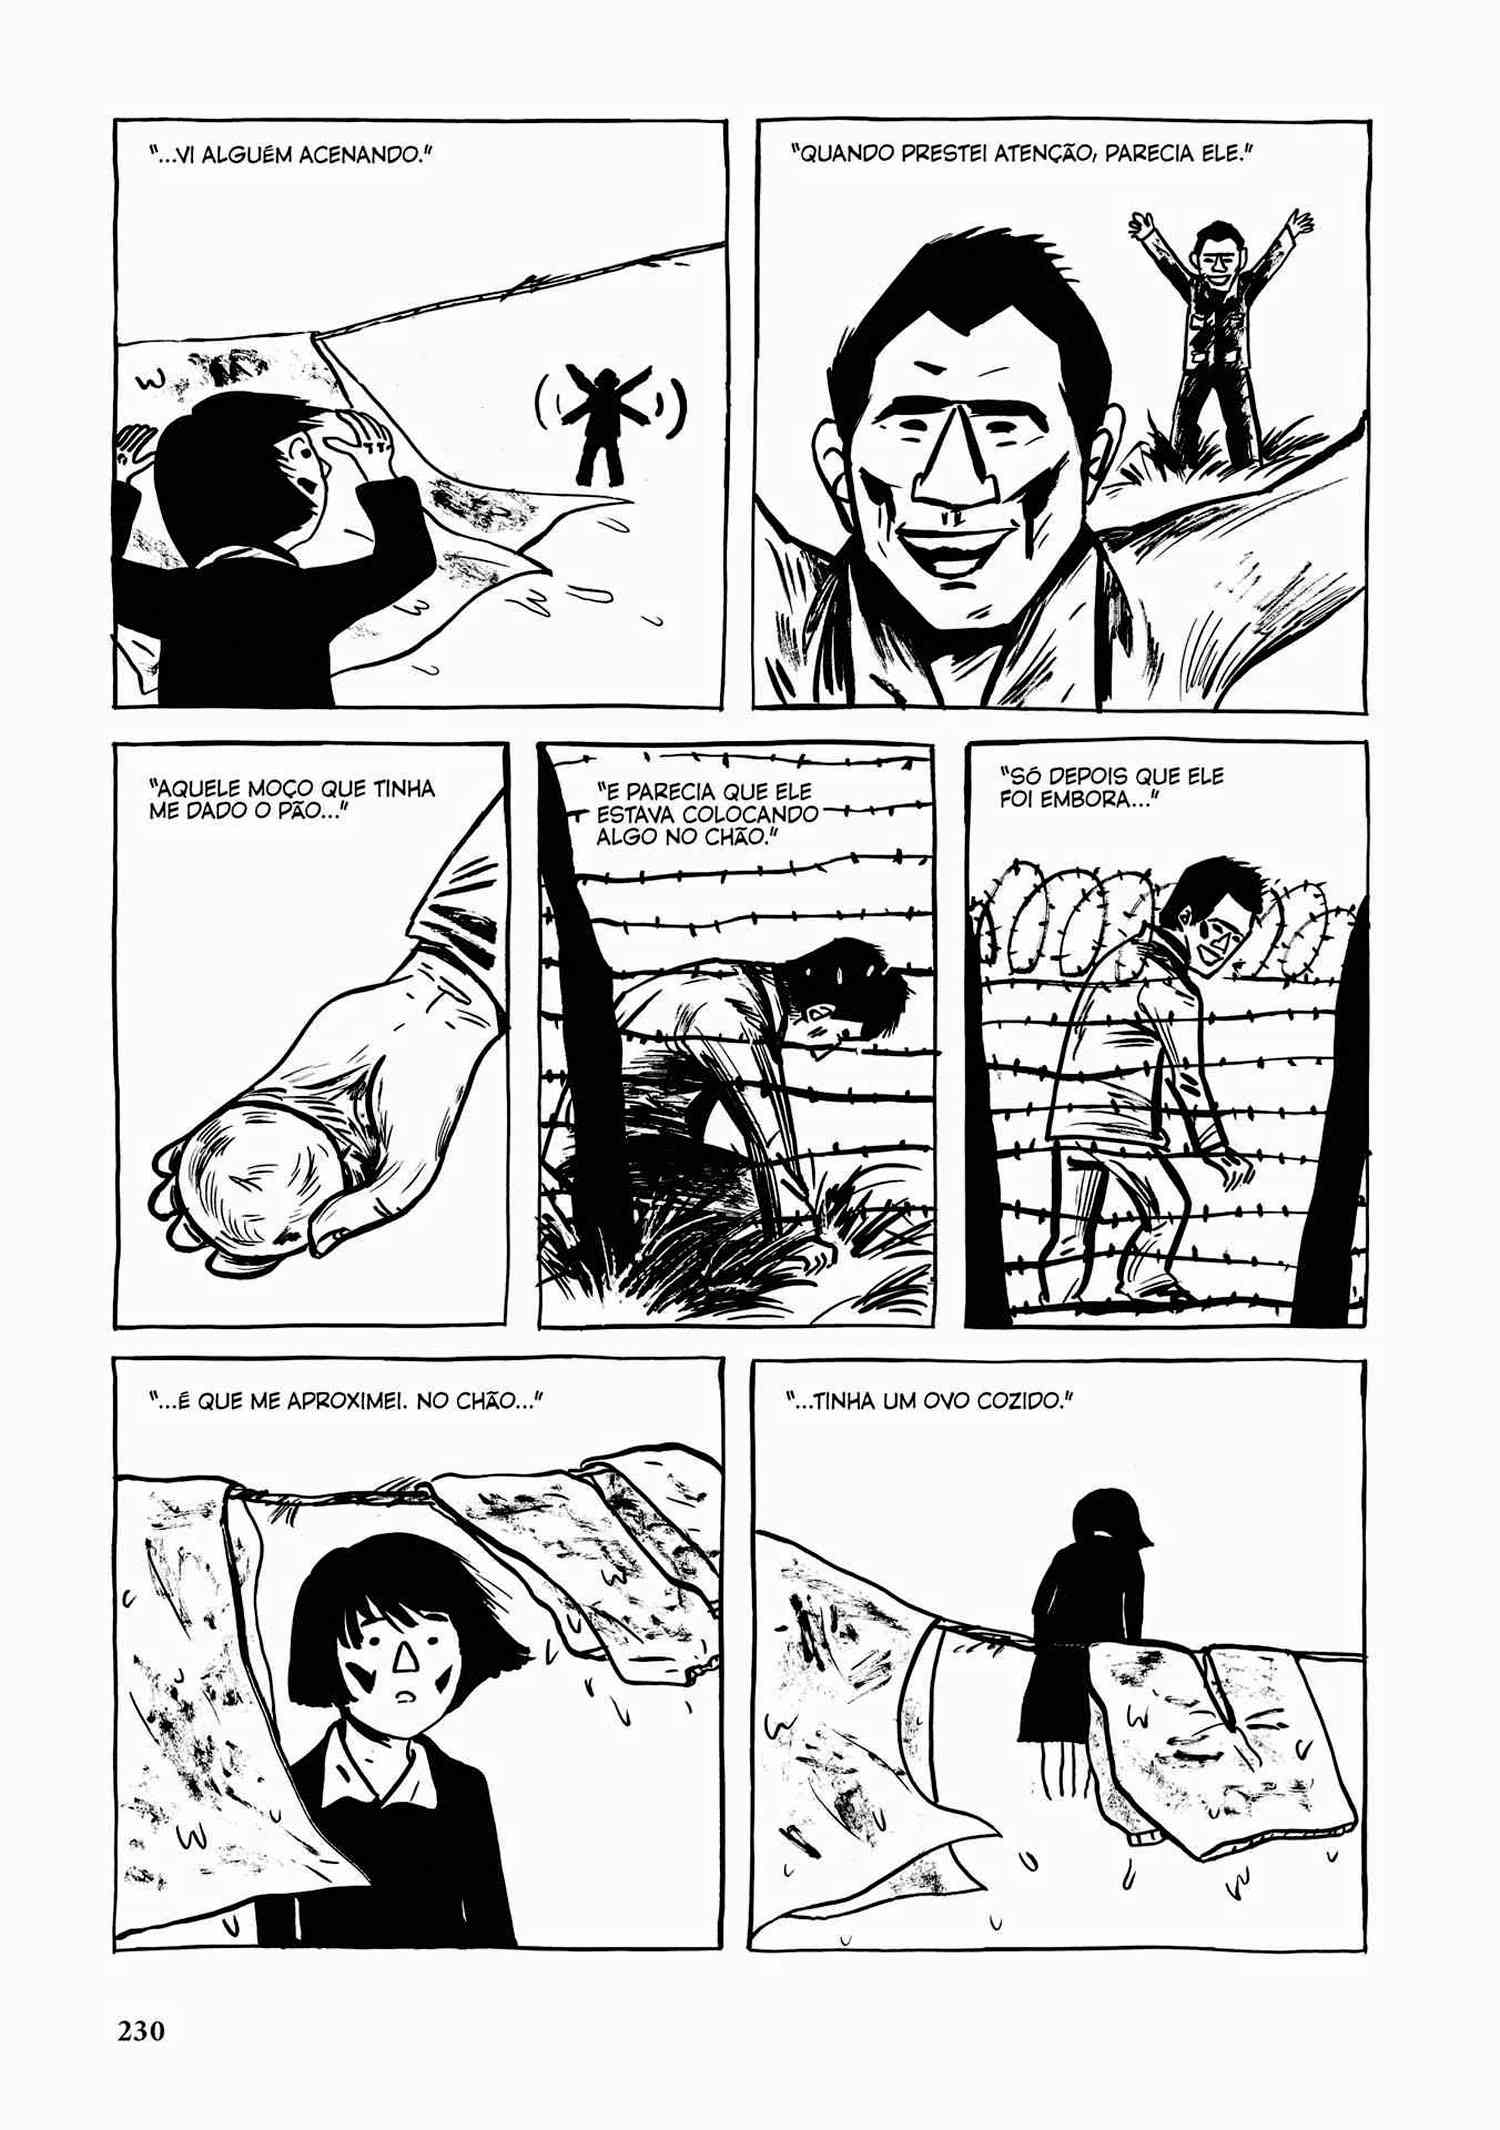 "...VI ALGUÉM ACENANDO."
"QUANDO PRESTEI ATENÇÃO, PARECIA ELE."
"AQUELE MOÇO QUE TINHA
ME DADO O PÃO..."
"E PARECIA QUE ELE
ESTAVA COLOCANDO
ALGO NO CHÃO."
"SÓ DEPOIS QUE ELE
FOI EMBORA..."
"...É QUE ME APROXIMEI. NO CHÃO..."
"...TINHA UM OVO COZIDO."
230